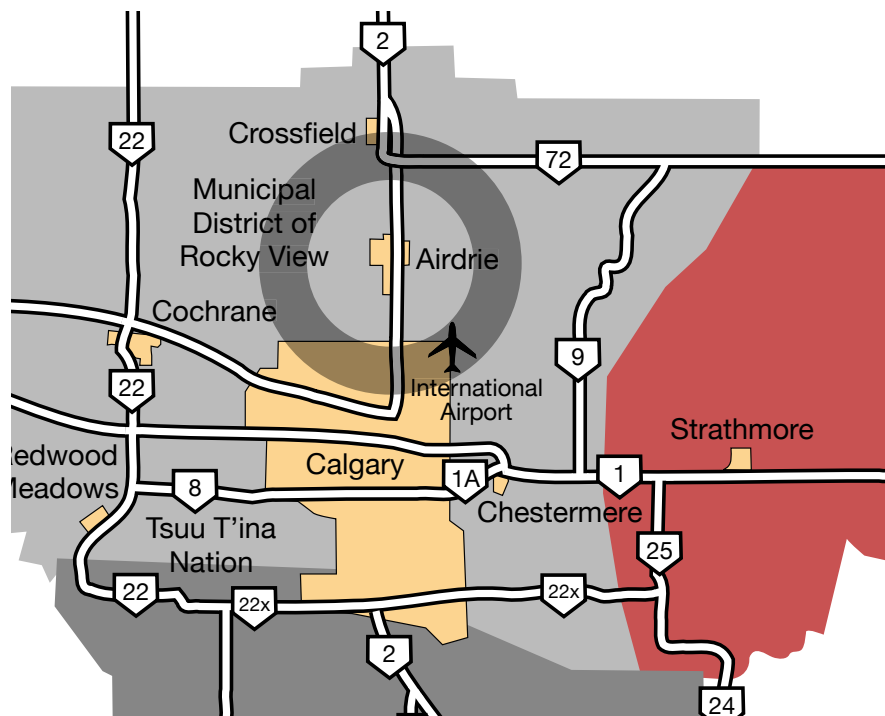 2
Crossfield
22
72
Municipal
District of
Rocky View
Airdrie
Cochrane
9
22
International
Airport
Strathmore
Redwood
Meadows
Calgary
1A
1
8
Chestermere
Tsuu T'ina
Nation
25
22
22x
22x
2
24